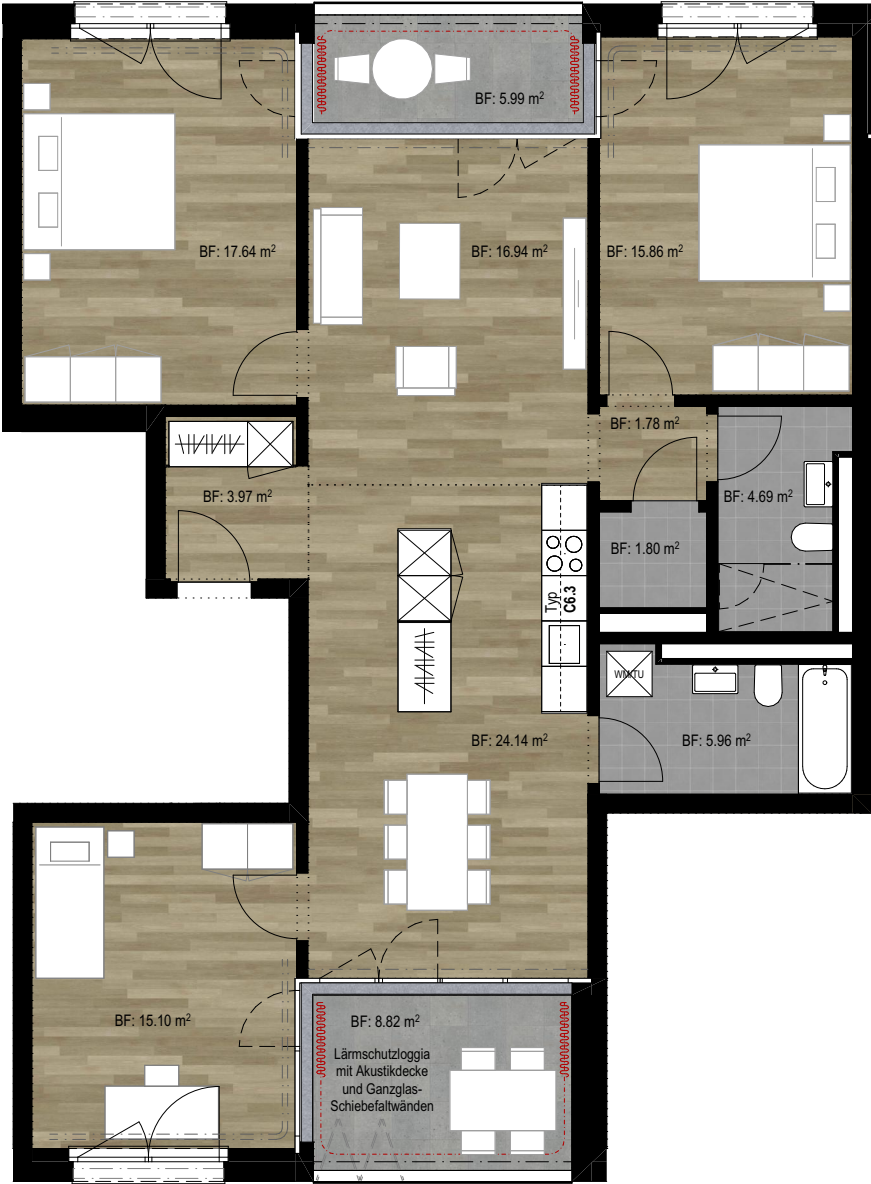 BF: 5.99 m²
BF: 17.64 m²
BF: 16.94 m²
BF: 15.86 m²
BF: 1.78 m²
BF: 3.97 m²
BF: 4.69 m²
BF: 1.80 m²
Typ
C6.3
WM/TU
BF: 24.14 m²
BF: 5.96 m²
BF: 15.10 m²
BF: 8.82 m²
Lärmschutzloggia
mit Akustikdecke
und Ganzglas-
Schiebefaltwänden